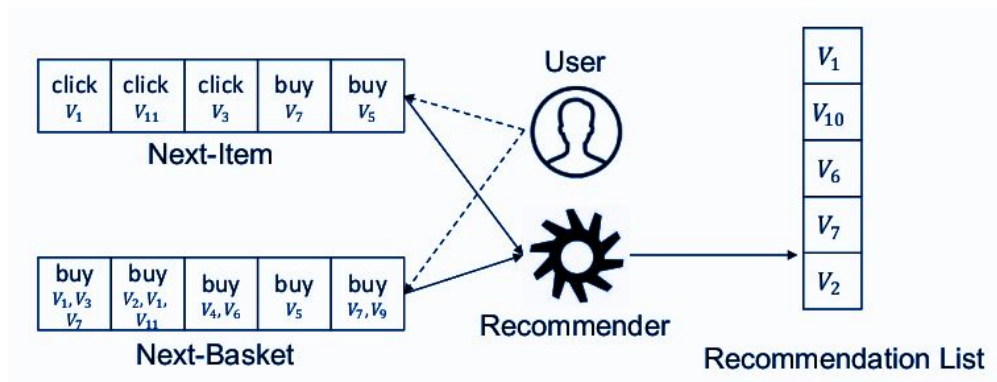 click click click buy buy
V1 V11 V3 V7 V5
Next-Item
User
buy buy buy buy buy
V1, V3 V2, V1, V4, V6 V5 V7, V9
V7 V11
Next-Basket
Recommender
V1
V10
V6
V7
V2
Recommendation List